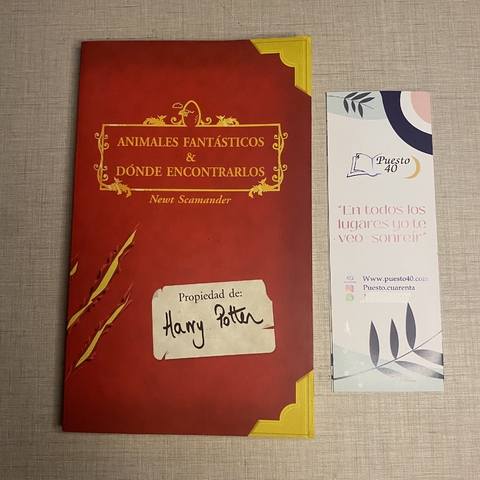 ANIMALES FANTÁSTICOS
&
DÓNDE ENCONTRARLOS
Newt Scamander
Propiedad de:
Harry Potter
Puesto
40
"En todos los
lugares yo te
veo sonreír"
Www.puesto40.com
Puesto.cuarenta